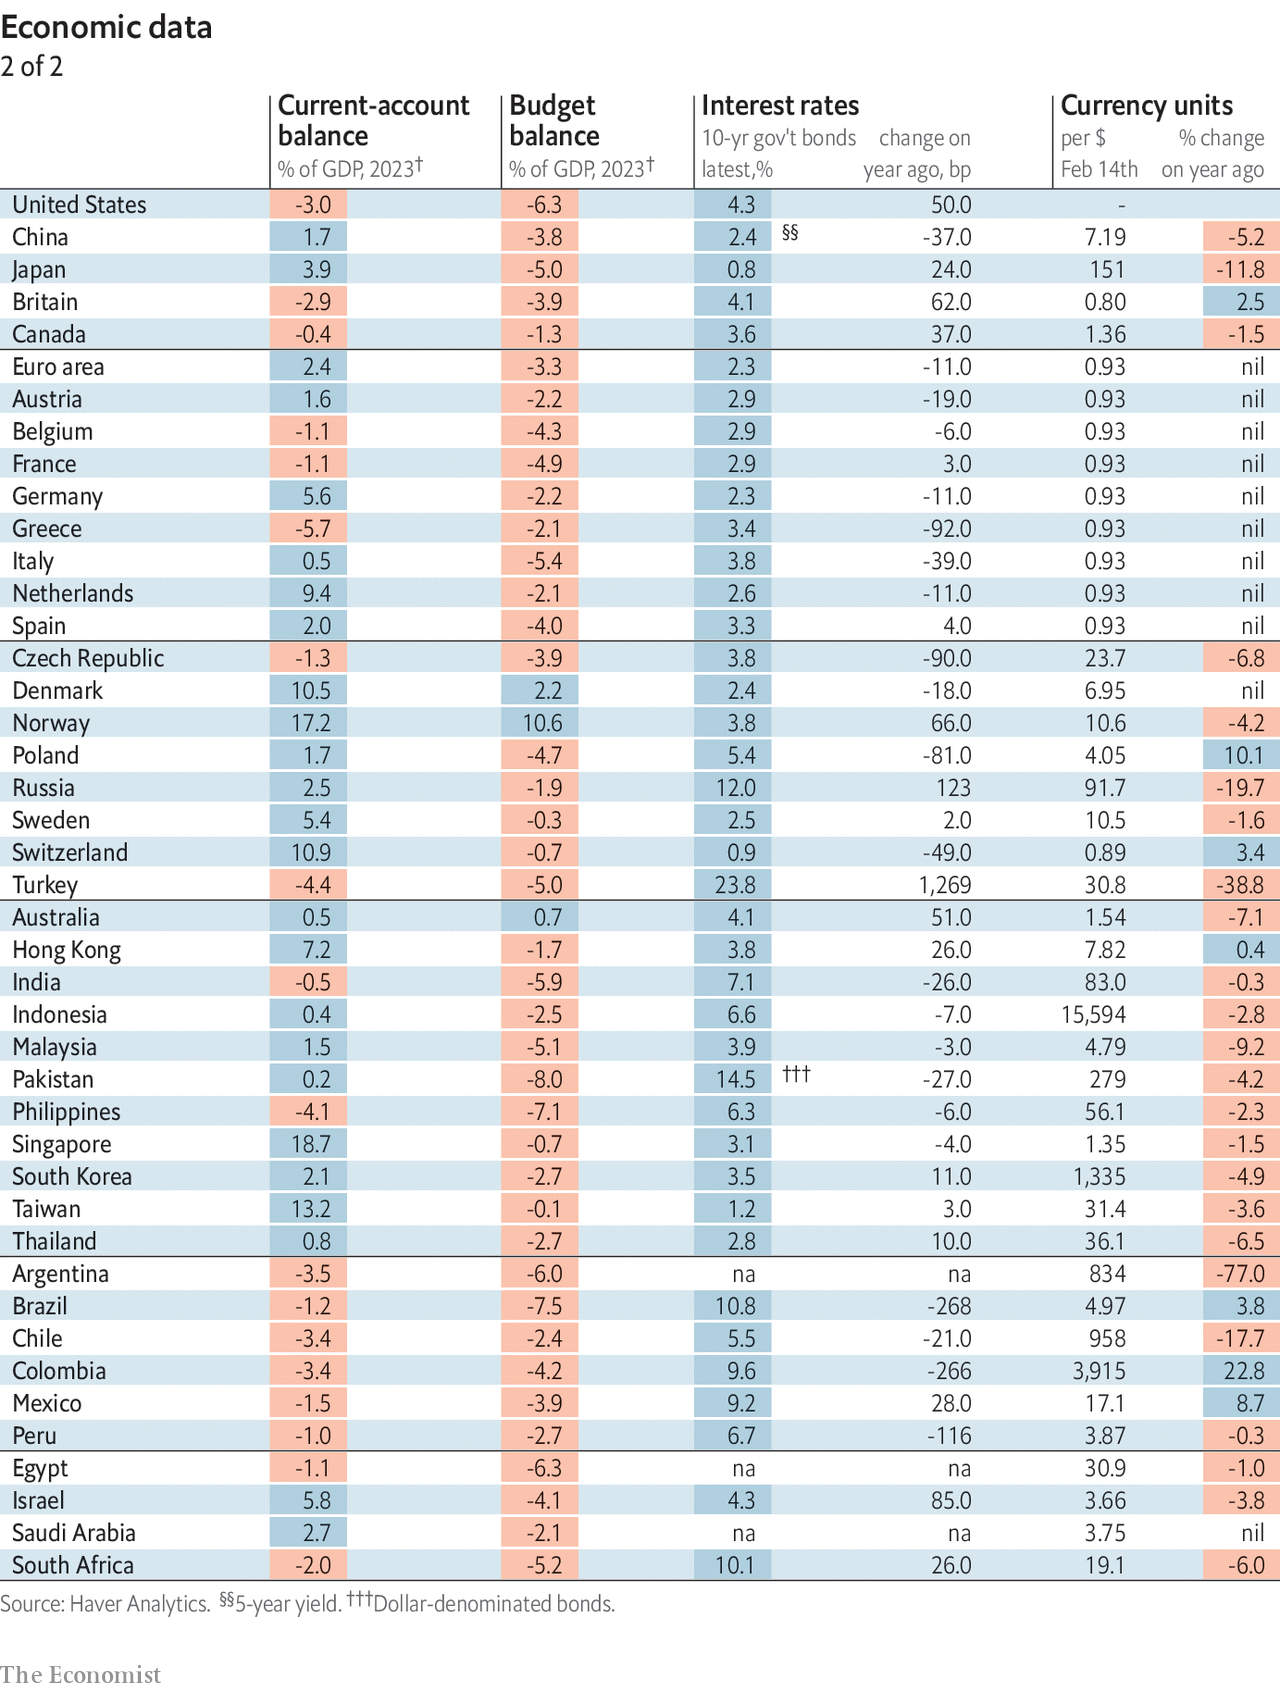 Economic data
2 of 2
Current-account balance % of GDP, 2023† Budget balance % of GDP, 2023† Interest rates 10-yr gov't bonds latest,% change on year ago, bp Currency units per $ Feb 14th % change on year ago
United States -3.0 -6.3 4.3 50.0 -
China 1.7 -3.8 2.4 §§ -37.0 7.19 -5.2
Japan 3.9 -5.0 0.8 24.0 151 -11.8
Britain -2.9 -3.9 4.1 62.0 0.80 2.5
Canada -0.4 -1.3 3.6 37.0 1.36 -1.5
Euro area 2.4 -3.3 2.3 -11.0 0.93 nil
Austria 1.6 -2.2 2.9 -19.0 0.93 nil
Belgium -1.1 -4.3 2.9 -6.0 0.93 nil
France -1.1 -4.9 2.9 3.0 0.93 nil
Germany 5.6 -2.2 2.3 -11.0 0.93 nil
Greece -5.7 -2.1 3.4 -92.0 0.93 nil
Italy 0.5 -5.4 3.8 -39.0 0.93 nil
Netherlands 9.4 -2.1 2.6 -11.0 0.93 nil
Spain 2.0 -4.0 3.3 4.0 0.93 nil
Czech Republic -1.3 -3.9 3.8 -90.0 23.7 -6.8
Denmark 10.5 2.2 2.4 -18.0 6.95 nil
Norway 17.2 10.6 3.8 66.0 10.6 -4.2
Poland 1.7 -4.7 5.4 -81.0 4.05 10.1
Russia 2.5 -1.9 12.0 123 91.7 -19.7
Sweden 5.4 -0.3 2.5 2.0 10.5 -1.6
Switzerland 10.9 -0.7 0.9 -49.0 0.89 3.4
Turkey -4.4 -5.0 23.8 1,269 30.8 -38.8
Australia 0.5 0.7 4.1 51.0 1.54 -7.1
Hong Kong 7.2 -1.7 3.8 26.0 7.82 0.4
India -0.5 -5.9 7.1 -26.0 83.0 -0.3
Indonesia 0.4 -2.5 6.6 -7.0 15,594 -2.8
Malaysia 1.5 -5.1 3.9 -3.0 4.79 -9.2
Pakistan 0.2 -8.0 14.5 ††† -27.0 279 -4.2
Philippines -4.1 -7.1 6.3 -6.0 56.1 -2.3
Singapore 18.7 -0.7 3.1 -4.0 1.35 -1.5
South Korea 2.1 -2.7 3.5 11.0 1,335 -4.9
Taiwan 13.2 -0.1 1.2 3.0 31.4 -3.6
Thailand 0.8 -2.7 2.8 10.0 36.1 -6.5
Argentina -3.5 -6.0 na na 834 -77.0
Brazil -1.2 -7.5 10.8 -268 4.97 3.8
Chile -3.4 -2.4 5.5 -21.0 958 -17.7
Colombia -3.4 -4.2 9.6 -266 3,915 22.8
Mexico -1.5 -3.9 9.2 28.0 17.1 8.7
Peru -1.0 -2.7 6.7 -116 3.87 -0.3
Egypt -1.1 -6.3 na na 30.9 -1.0
Israel 5.8 -4.1 4.3 85.0 3.66 -3.8
Saudi Arabia 2.7 -2.1 na na 3.75 nil
South Africa -2.0 -5.2 10.1 26.0 19.1 -6.0
Source: Haver Analytics. §§5-year yield. †††Dollar-denominated bonds.
The Economist